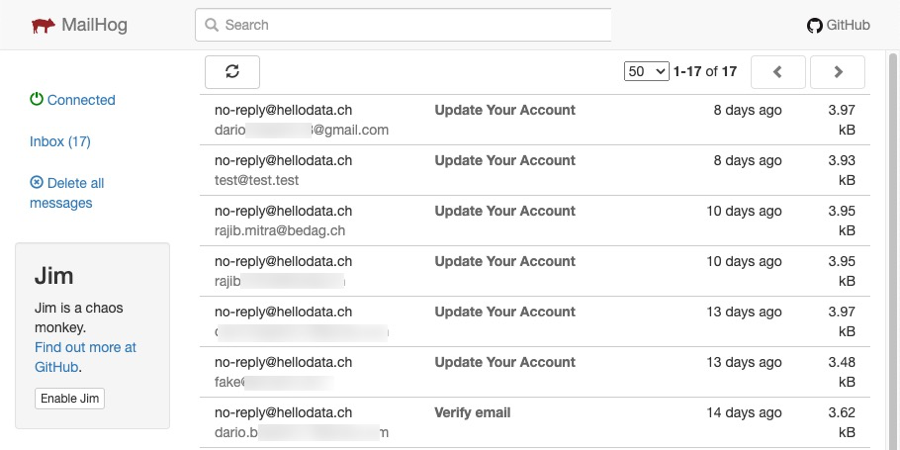 MailHog
Search
GitHub
50 1-17 of 17
Connected
Inbox (17)
Delete all
messages
Jim
Jim is a chaos
monkey.
Find out more at
GitHub.
Enable Jim
no-reply@hellodata.ch Update Your Account 8 days ago 3.97
dario @gmail.com kB
no-reply@hellodata.ch Update Your Account 8 days ago 3.93
test@test.test kB
no-reply@hellodata.ch Update Your Account 10 days ago 3.95
rajib.mitra@bedag.ch kB
no-reply@hellodata.ch Update Your Account 10 days ago 3.95
rajib kB
no-reply@hellodata.ch Update Your Account 13 days ago 3.97
kB
no-reply@hellodata.ch Update Your Account 13 days ago 3.48
fake kB
no-reply@hellodata.ch Verify email 14 days ago 3.62
dario.b m kB